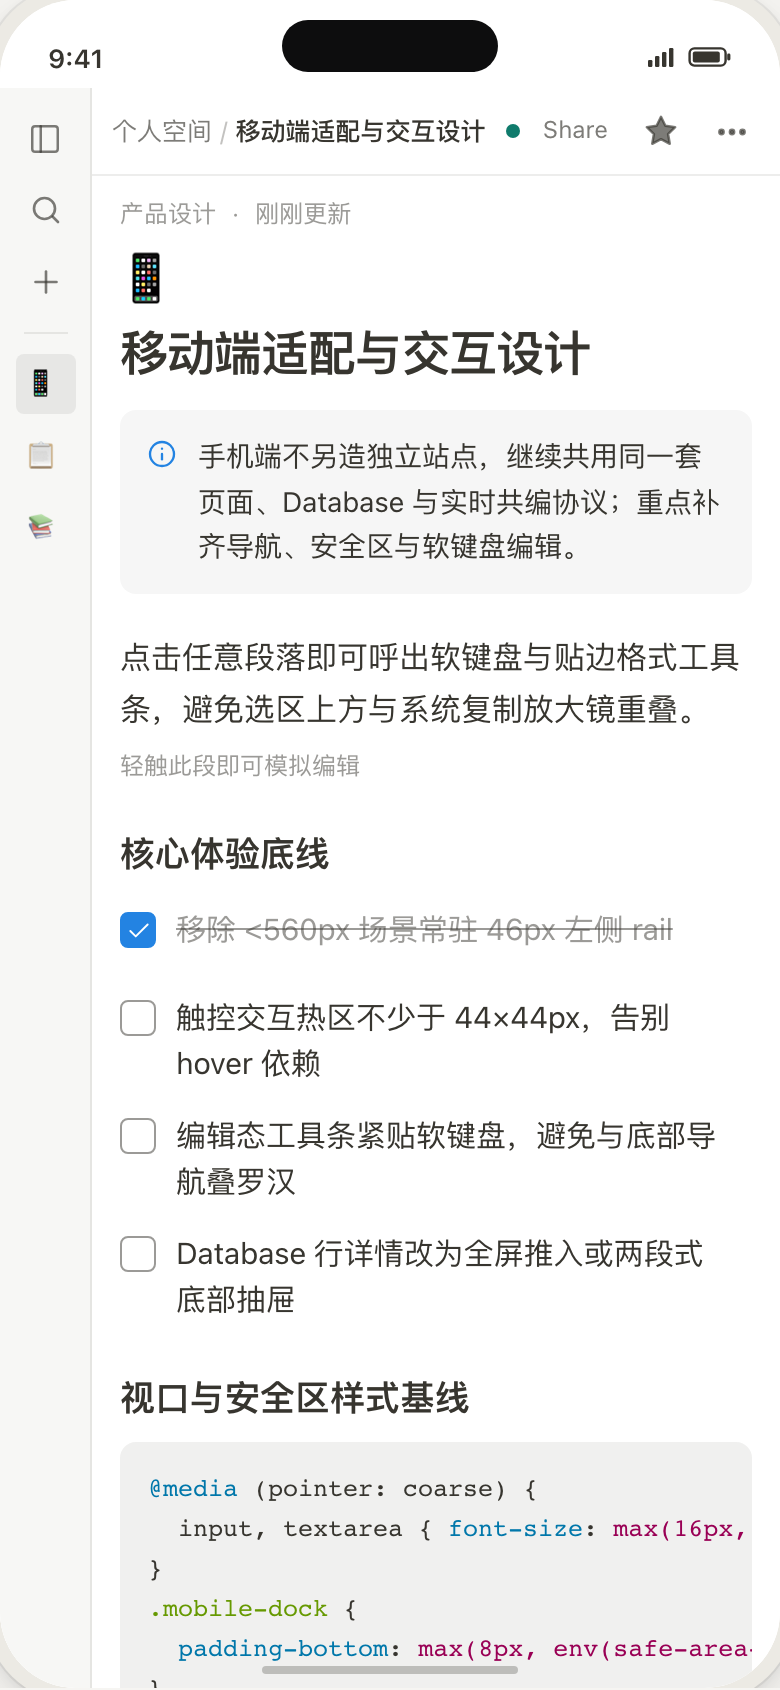 9:41
个人空间 / 移动端适配与交互设计 Share
产品设计 · 刚刚更新
移动端适配与交互设计
手机端不另造独立站点，继续共用同一套
页面、Database 与实时共编协议；重点补
齐导航、安全区与软键盘编辑。
点击任意段落即可呼出软键盘与贴边格式工具
条，避免选区上方与系统复制放大镜重叠。
轻触此段即可模拟编辑
核心体验底线
移除 <560px 场景常驻 46px 左侧 rail
触控交互热区不少于 44×44px，告别
hover 依赖
编辑态工具条紧贴软键盘，避免与底部导
航叠罗汉
Database 行详情改为全屏推入或两段式
底部抽屉
视口与安全区样式基线
@media (pointer: coarse) {
  input, textarea { font-size: max(16px,
}
.mobile-dock {
  padding-bottom: max(8px, env(safe-area-
}